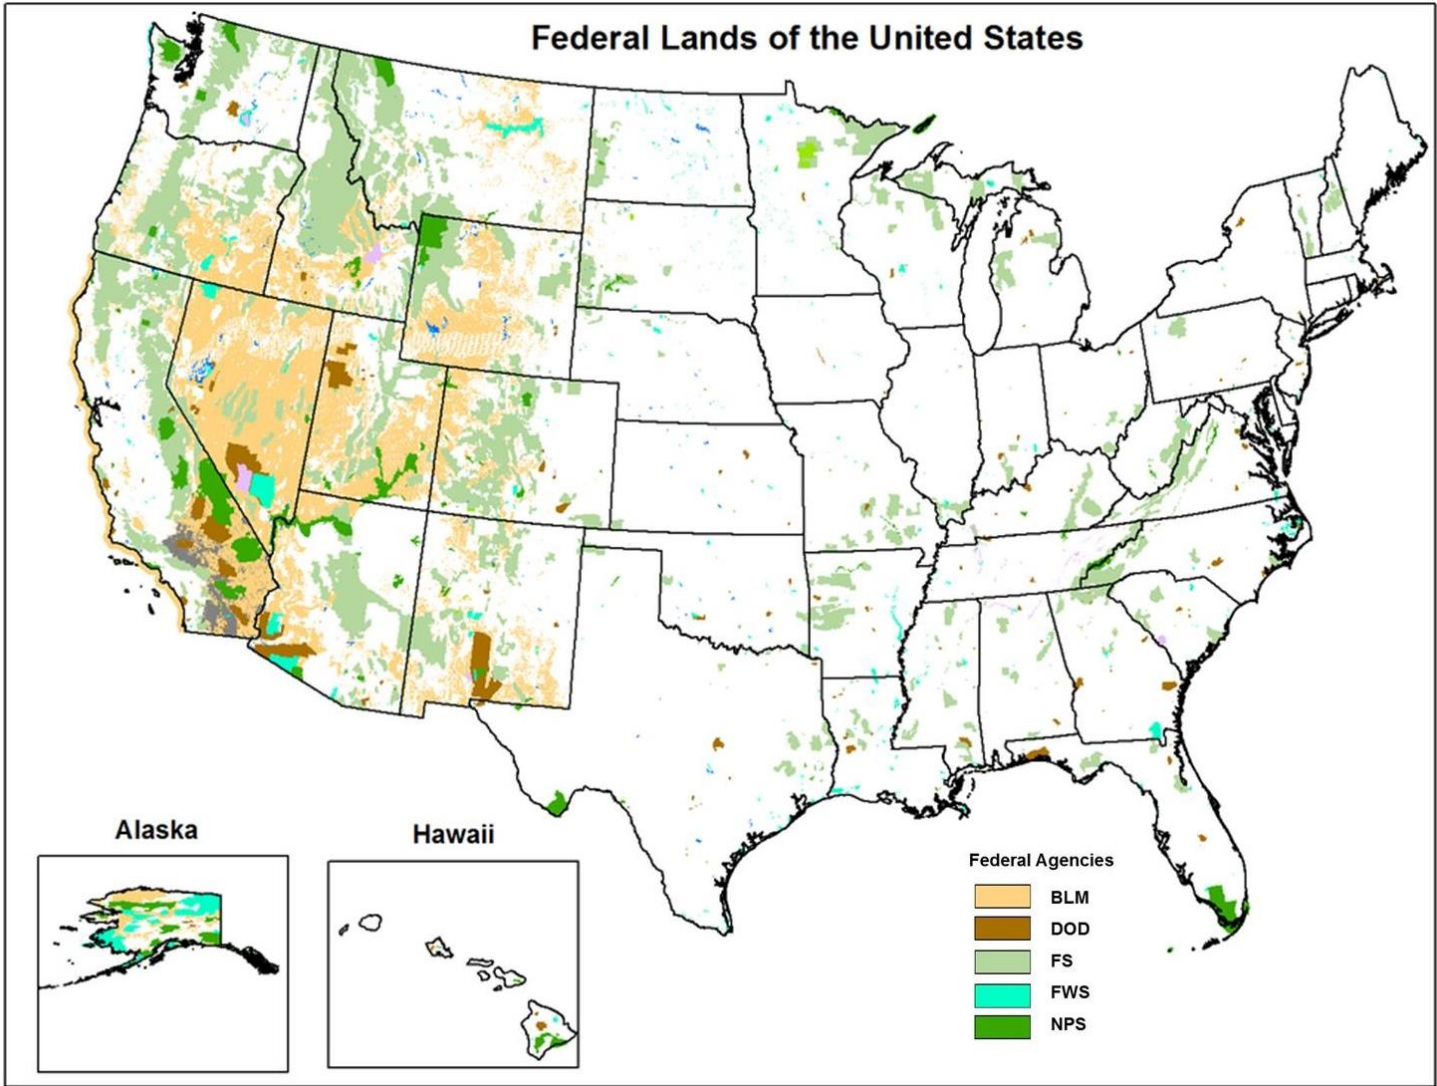 Federal Lands of the United States
Alaska
Hawaii
Federal Agencies
BLM
DOD
FS
FWS
NPS